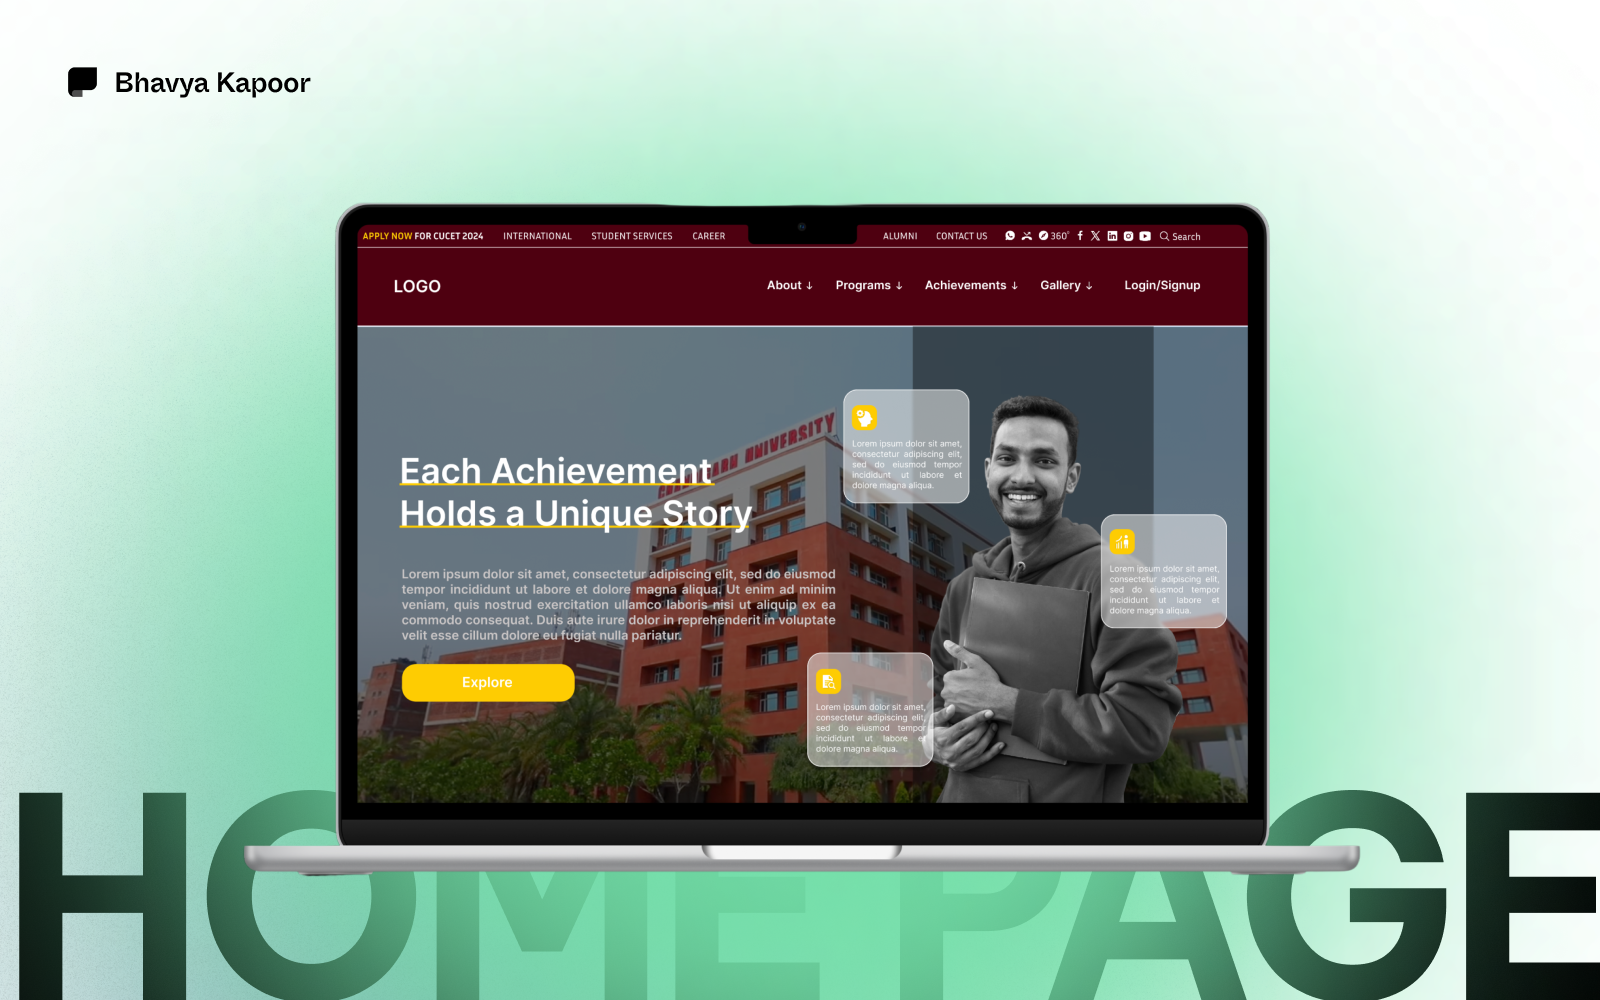 Bhavya Kapoor
APPLY NOW FOR CUCET 2024 INTERNATIONAL STUDENT SERVICES CAREER ALUMNI CONTACT US 360° Search
LOGO About ↓ Programs ↓ Achievements ↓ Gallery ↓ Login/Signup
UNIVERSITY
Each Achievement
Holds a Unique Story
Lorem ipsum dolor sit amet, consectetur adipiscing elit, sed do eiusmod
tempor incididunt ut labore et dolore magna aliqua. Ut enim ad minim
veniam, quis nostrud exercitation ullamco laboris nisi ut aliquip ex ea
commodo consequat. Duis aute irure dolor in reprehenderit in voluptate
velit esse cillum dolore eu fugiat nulla pariatur.
Explore
Lorem ipsum dolor sit amet,
consectetur adipiscing elit,
sed do eiusmod tempor
incididunt ut labore et
dolore magna aliqua.
Lorem ipsum dolor sit amet,
consectetur adipiscing elit,
sed do eiusmod tempor
incididunt ut labore et
dolore magna aliqua.
Lorem ipsum dolor sit amet,
consectetur adipiscing elit,
sed do eiusmod tempor
incididunt ut labore et
dolore magna aliqua.
HOME PAGE